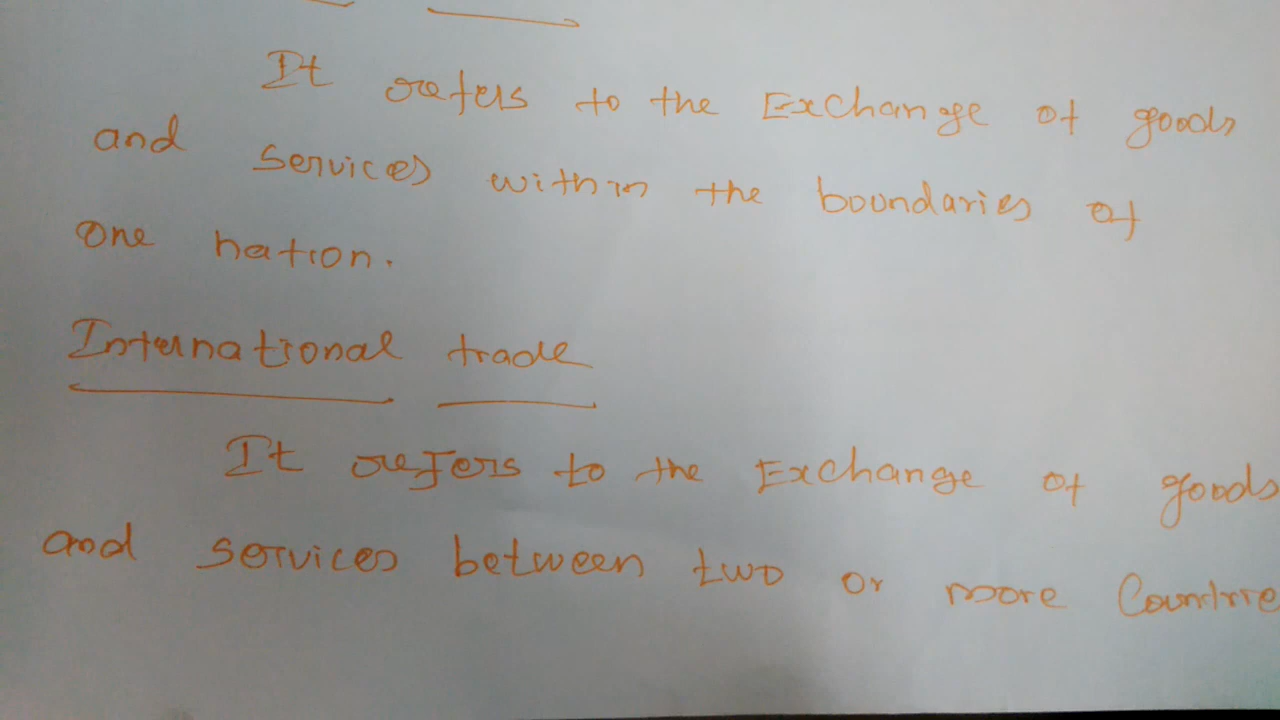 It refers to the Exchange of goods
and services within the boundaries of
one nation.
International trade
It refers to the Exchange of goods
and services between two or more Countrie